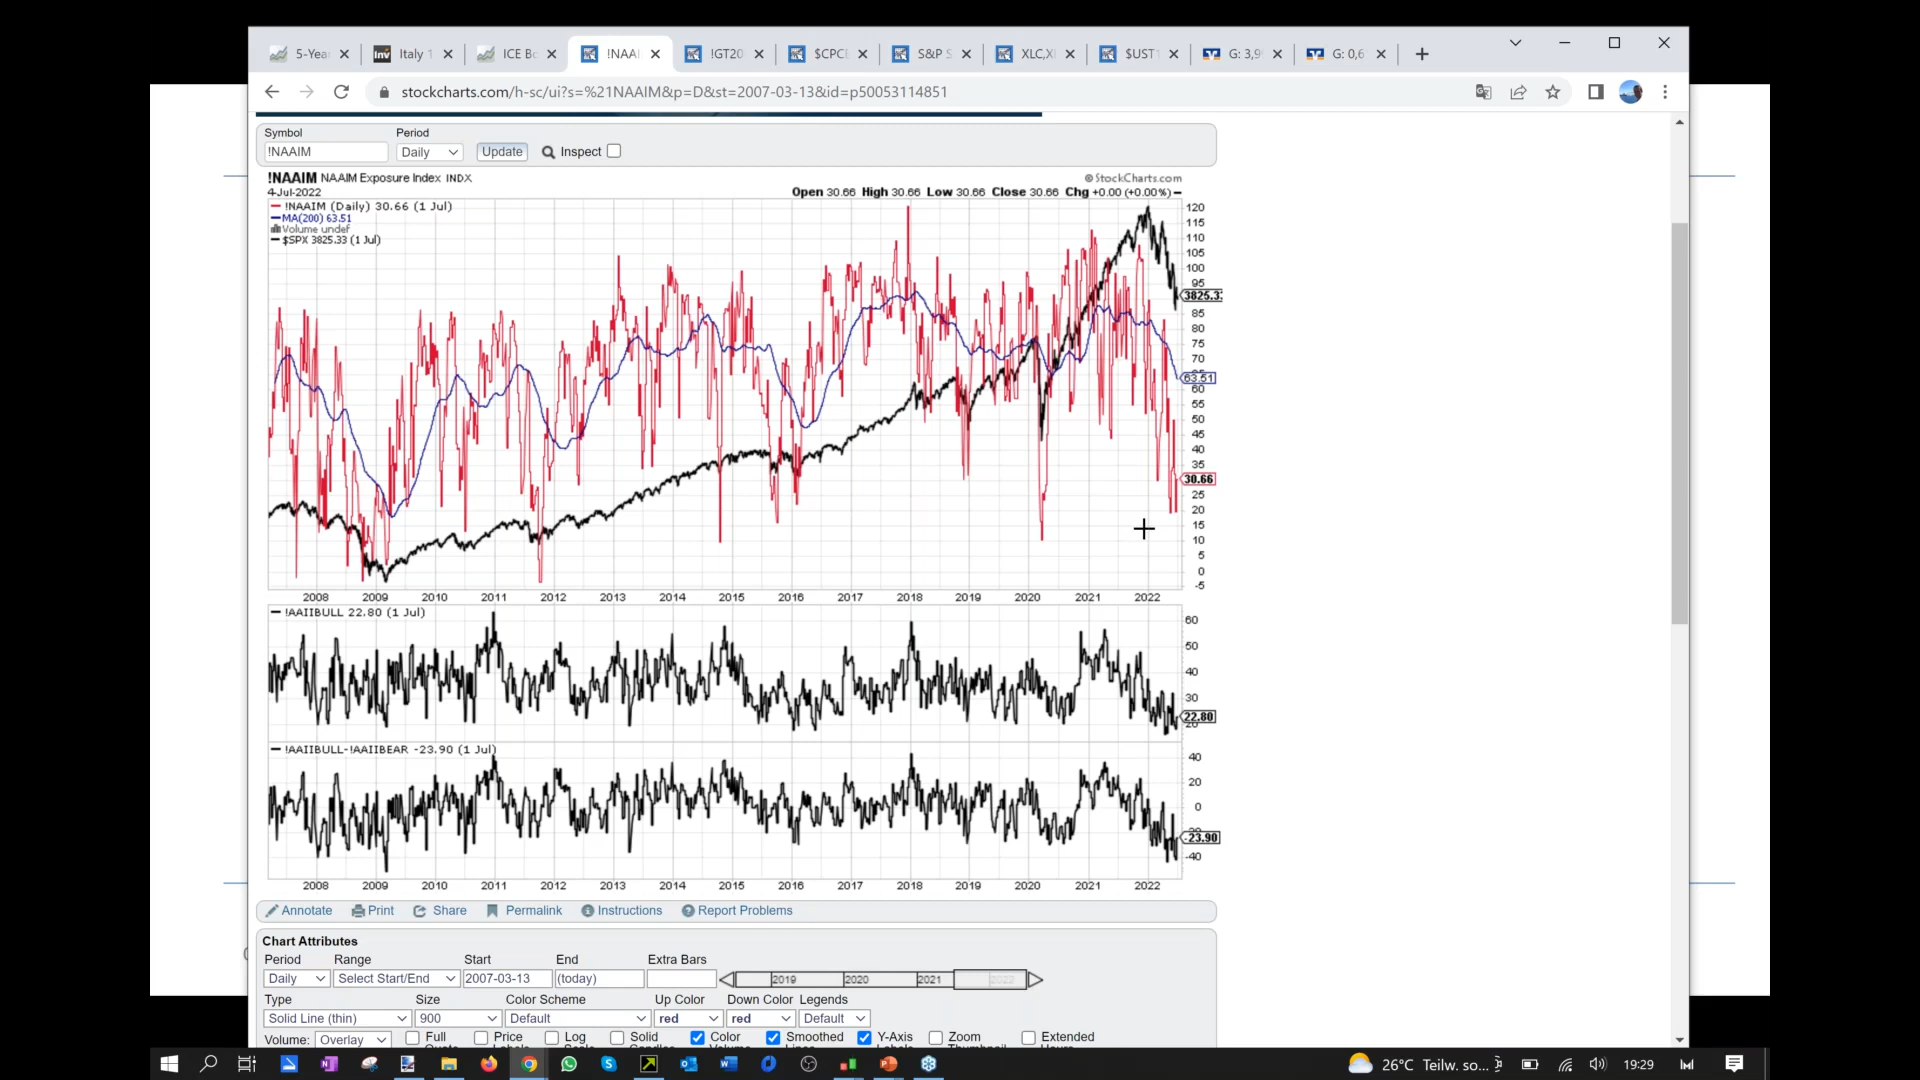 5-Yea Italy 1 ICE Bo !NAAI !GT20 $CPCE S&P S XLC,X $UST1 G: 3,9 G: 0,6
stockcharts.com/h-sc/ui?s=%21NAAIM&p=D&st=2007-03-13&id=p50053114851
Symbol Period
!NAAIM Daily Update Inspect
!NAAIM NAAIM Exposure Index INDX
©StockCharts.com
4-Jul-2022 Open 30.66 High 30.66 Low 30.66 Close 30.66 Chg +0.00 (+0.00%)
!NAAIM (Daily) 30.66 (1 Jul)
MA(200) 63.51
Volume undef
$SPX 3825.33 (1 Jul)
120
115
110
105
100
95
3825.3
85
80
75
70
63.51
60
55
50
45
40
35
30.66
25
20
15
10
5
0
-5
2008 2009 2010 2011 2012 2013 2014 2015 2016 2017 2018 2019 2020 2021 2022
!AAIIBULL 22.80 (1 Jul)
60
50
40
30
22.80
!AAIIBULL-!AAIIBEAR -23.90 (1 Jul)
40
20
0
-23.90
-40
2008 2009 2010 2011 2012 2013 2014 2015 2016 2017 2018 2019 2020 2021 2022
Annotate Print Share Permalink Instructions Report Problems
Chart Attributes
Period Range Start End Extra Bars
Daily Select Start/End 2007-03-13 (today) 2019 2020 2021 2022
Type Size Color Scheme Up Color Down Color Legends
Solid Line (thin) 900 Default red red Default
Volume: Overlay Full Price Log Solid Color Smoothed Y-Axis Zoom Extended
26°C Teilw. so... 19:29